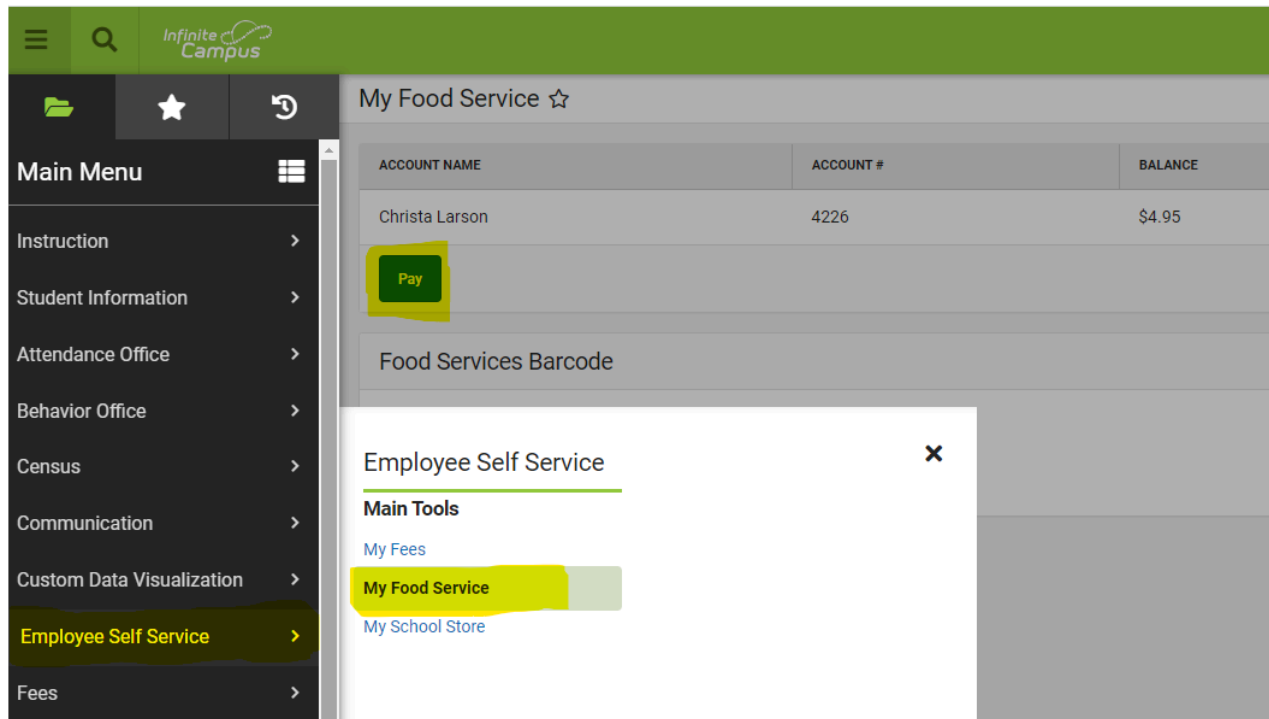 Infinite
Campus
My Food Service
Main Menu
Instruction
Student Information
Attendance Office
Behavior Office
Census
Communication
Custom Data Visualization
Employee Self Service
Fees
ACCOUNT NAME ACCOUNT # BALANCE
Christa Larson 4226 $4.95
Pay
Food Services Barcode
Employee Self Service
Main Tools
My Fees
My Food Service
My School Store